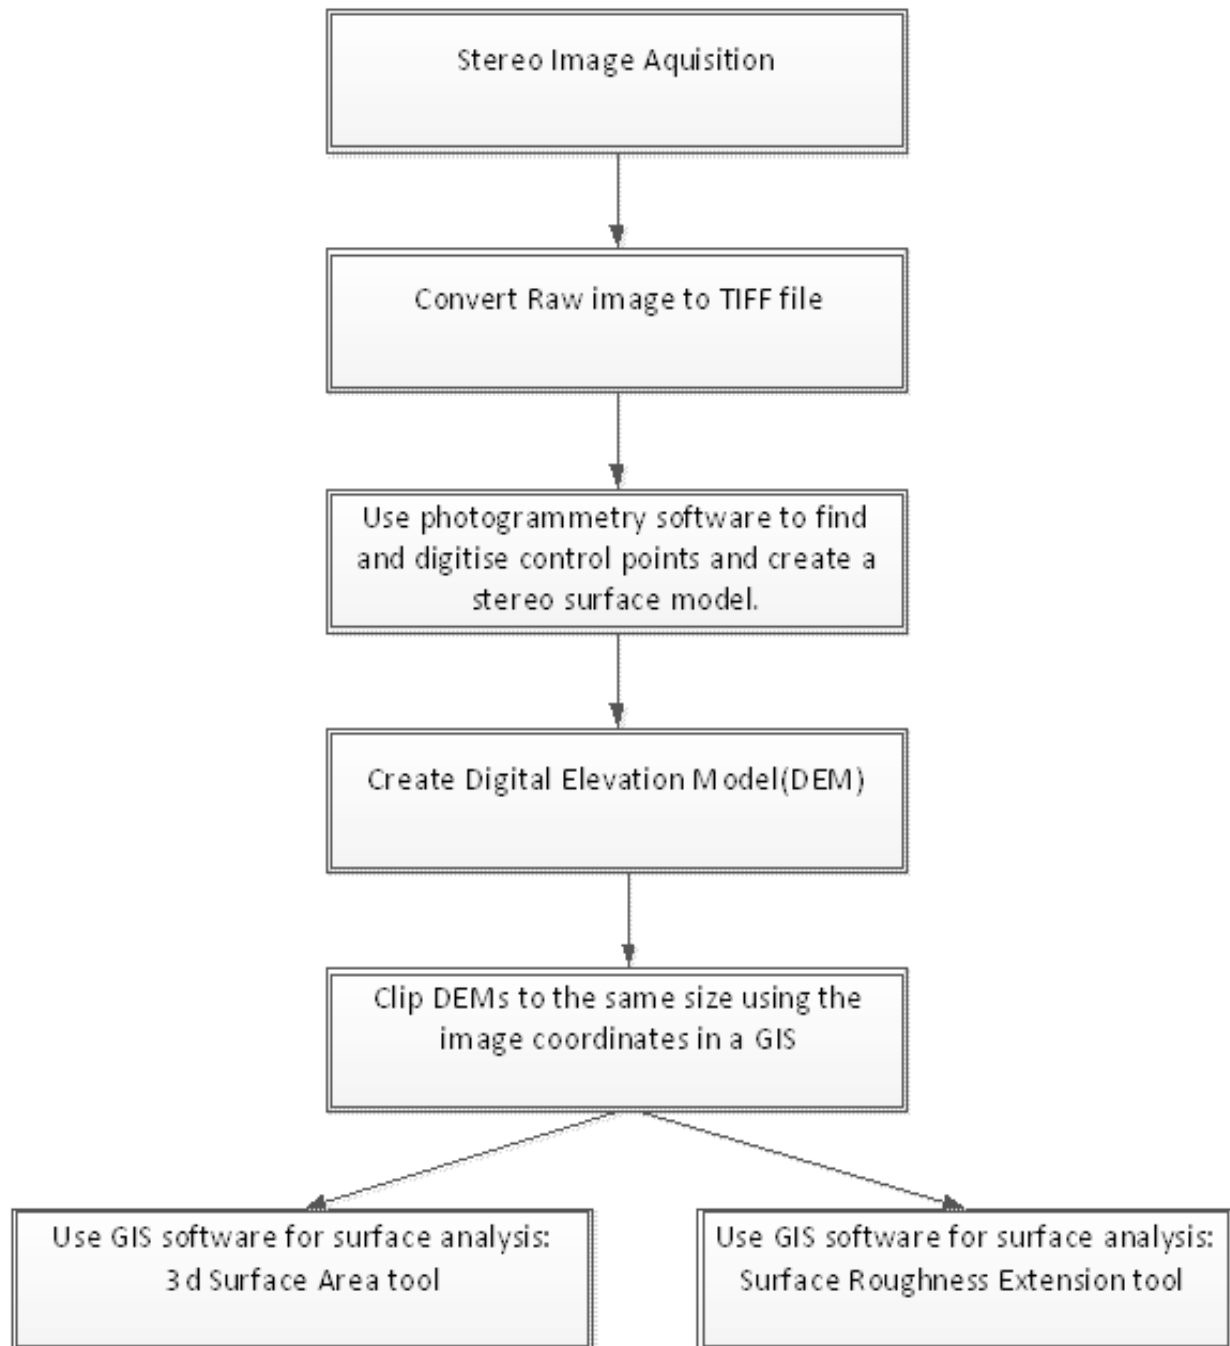 Stereo Image Aquisition
Convert Raw image to TIFF file
Use photogrammetry software to find
and digitise control points and create a
stereo surface model.
Create Digital Elevation Model(DEM)
Clip DEMs to the same size using the
image coordinates in a GIS
Use GIS software for surface analysis:
3d Surface Area tool
Use GIS software for surface analysis:
Surface Roughness Extension tool